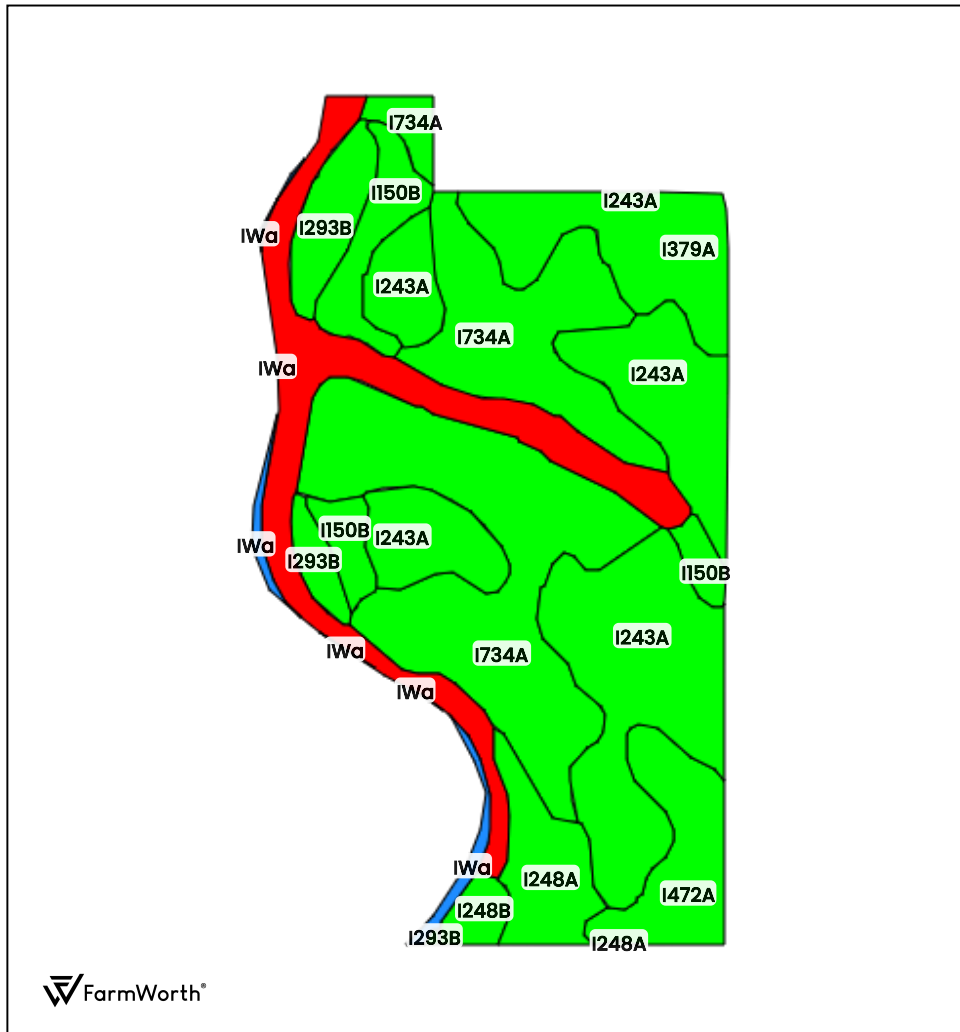 I734A
I150B
I243A
IWa
I293B
I379A
I243A
I734A
IWa
I243A
I150B
I243A
IWa
I293B
I150B
I243A
IWa
I734A
IWa
IWa
I248A
I472A
I248B
I293B
I248A
FarmWorth®